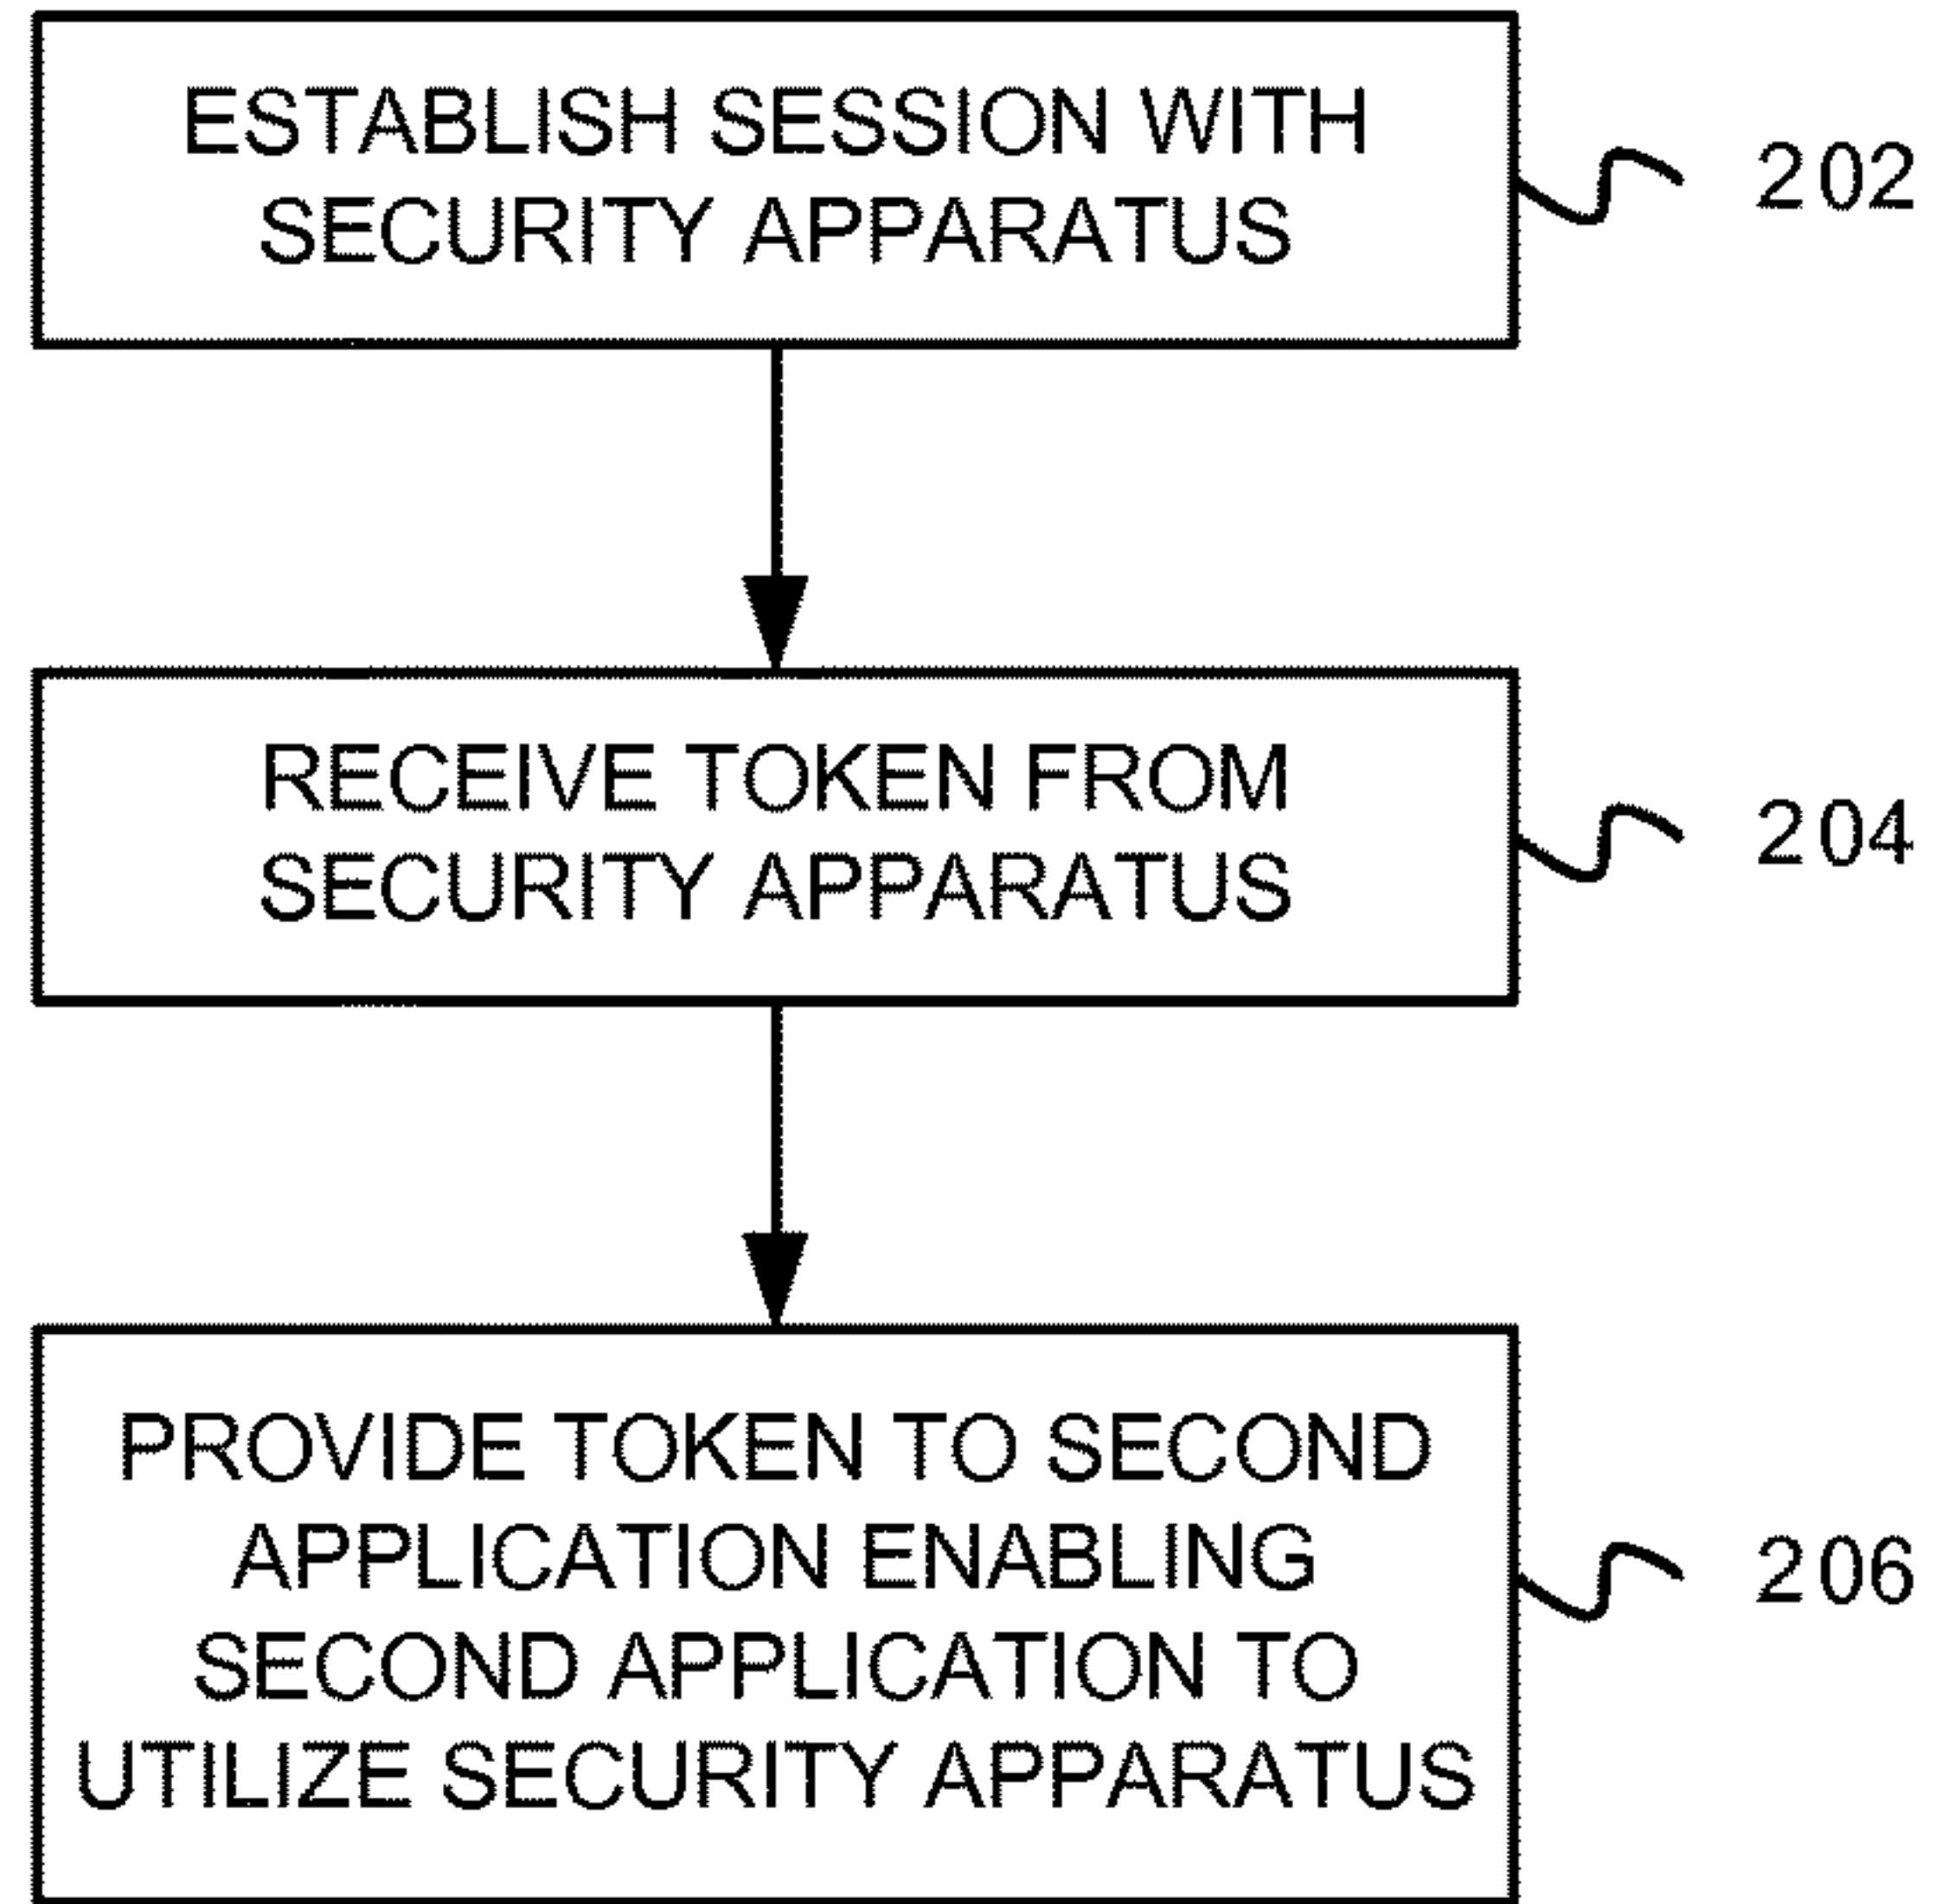 ESTABLISH SESSION WITH
SECURITY APPARATUS
202
RECEIVE TOKEN FROM
SECURITY APPARATUS
204
PROVIDE TOKEN TO SECOND
APPLICATION ENABLING
SECOND APPLICATION TO
UTILIZE SECURITY APPARATUS
206